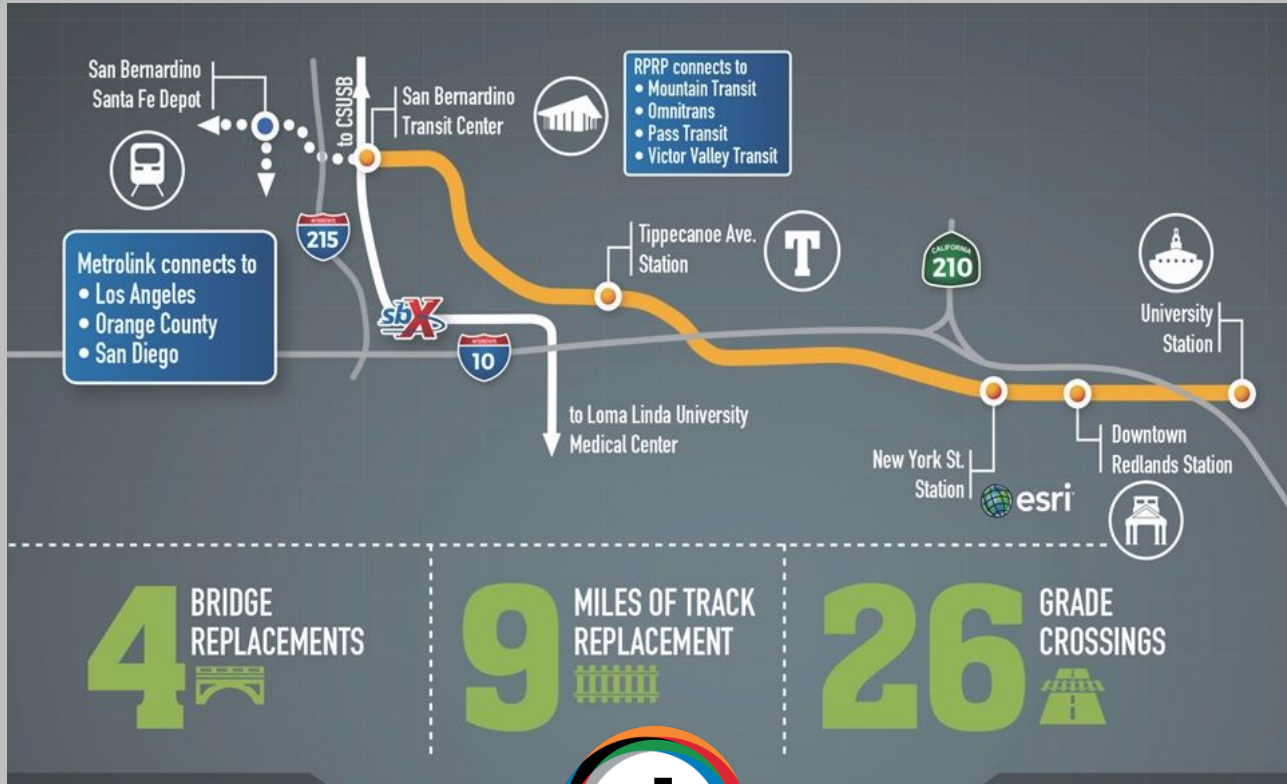 San Bernardino
Santa Fe Depot
to CSUSB
San Bernardino
Transit Center
RPRP connects to
• Mountain Transit
• Omnitrans
• Pass Transit
• Victor Valley Transit
INTERSTATE
215
Metrolink connects to
• Los Angeles
• Orange County
• San Diego
sbX
INTERSTATE
10
Tippecanoe Ave.
Station
T
CALIFORNIA
210
University
Station
to Loma Linda University
Medical Center
New York St.
Station
esri
Downtown
Redlands Station
4
BRIDGE
REPLACEMENTS
9
MILES OF TRACK
REPLACEMENT
26
GRADE
CROSSINGS